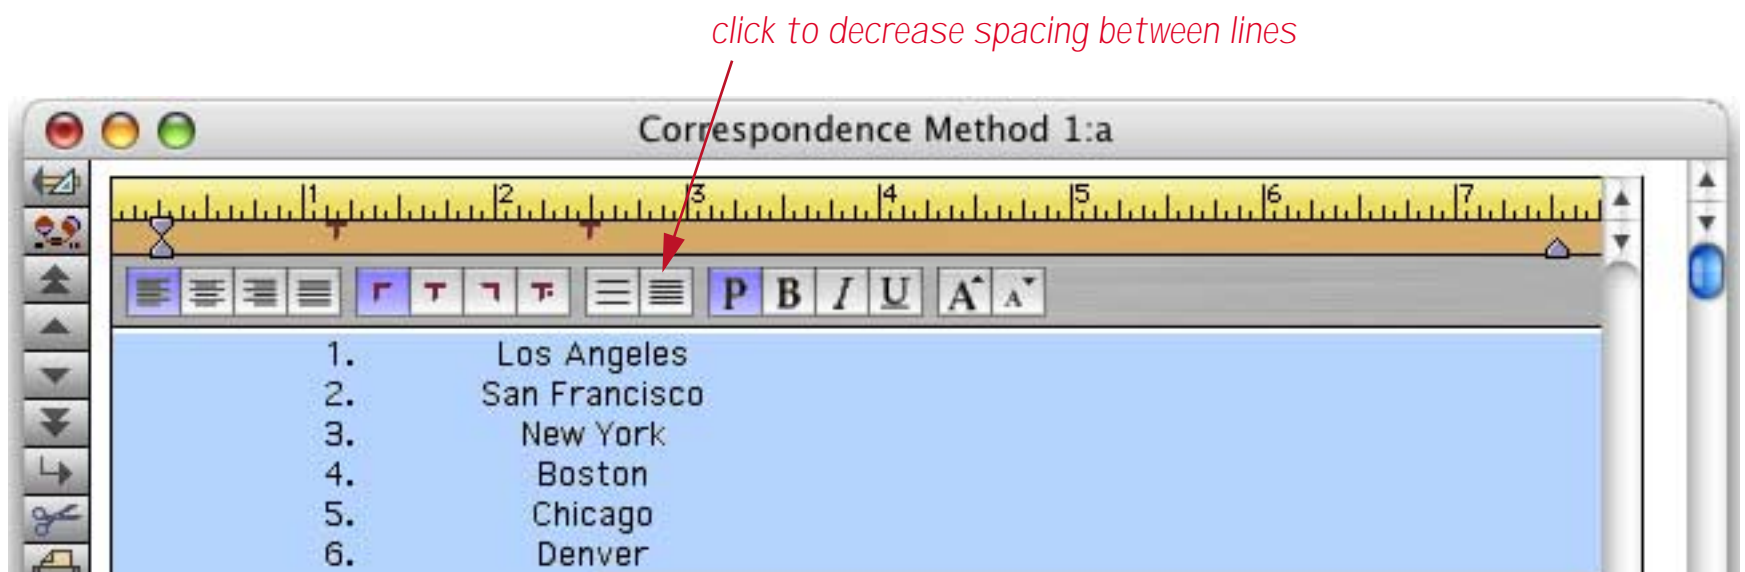 click to decrease spacing between lines
Correspondence Method 1:a
1 2 3 4 5 6 7
P B I U A A
1. Los Angeles
2. San Francisco
3. New York
4. Boston
5. Chicago
6. Denver